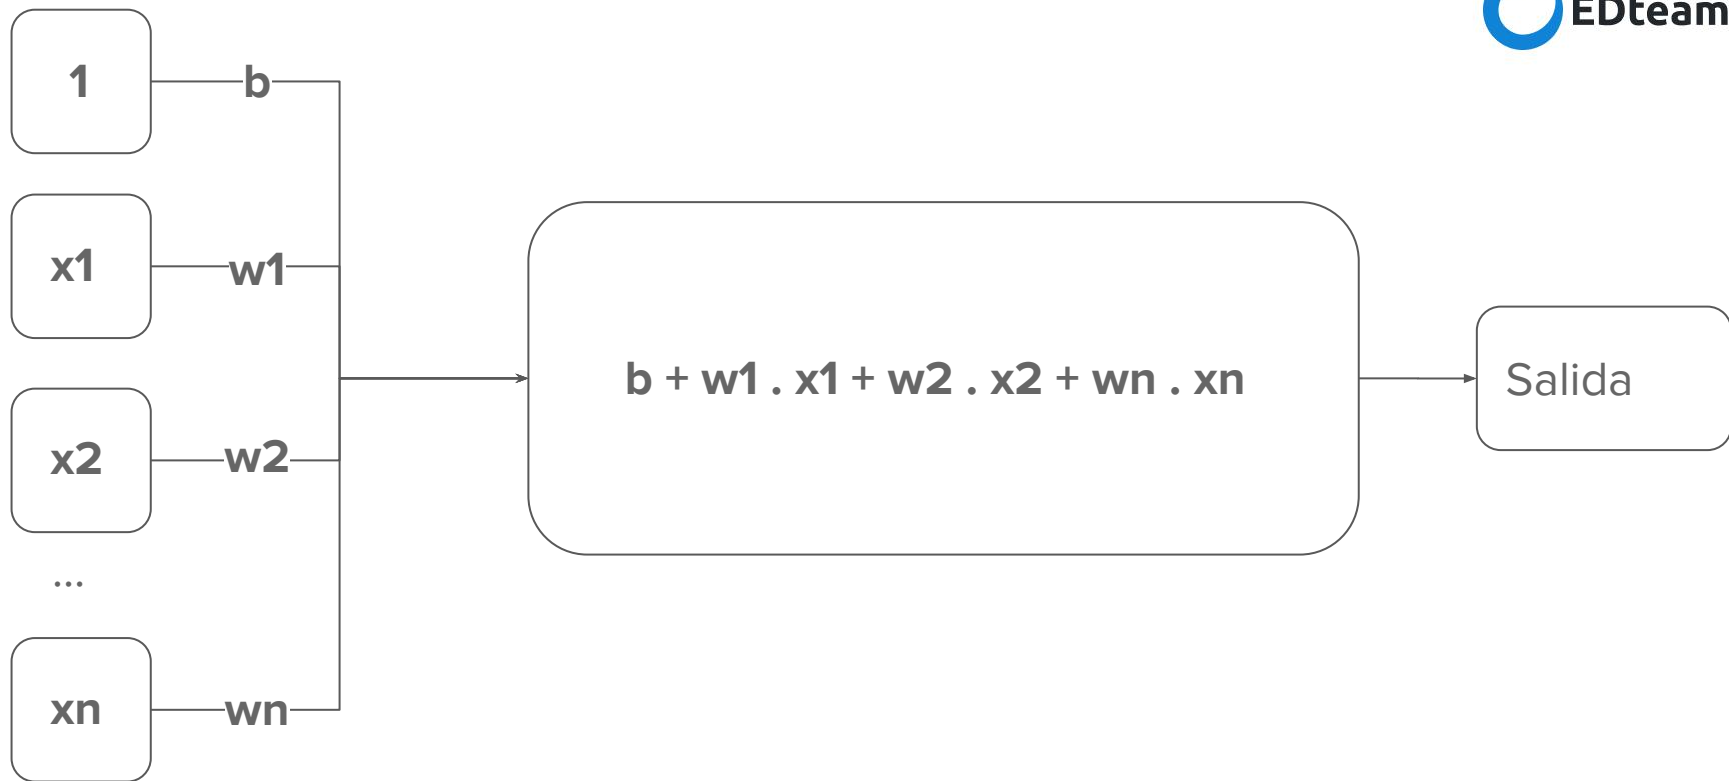 EDteam
1
b
x1
w1
b + w1 . x1 + w2 . x2 + wn . xn
Salida
x2
w2
...
xn
wn